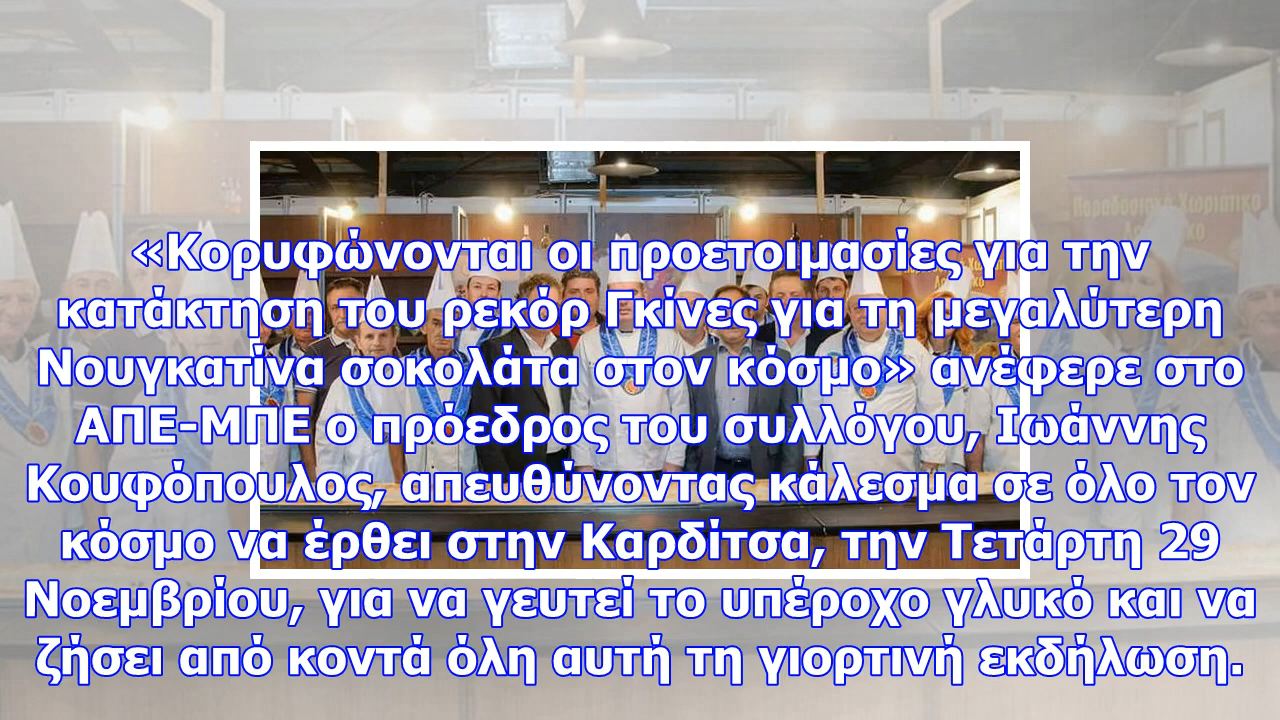 Παραδοσιακό Χωριάτικο
«Κορυφώνονται οι προετοιμασίες για την
κατάκτηση του ρεκόρ Γκίνες για τη μεγαλύτερη
Νουγκατίνα σοκολάτα στον κόσμο» ανέφερε στο
ΑΠΕ-ΜΠΕ ο πρόεδρος του συλλόγου, Ιωάννης
Κουφόπουλος, απευθύνοντας κάλεσμα σε όλο τον
κόσμο να έρθει στην Καρδίτσα, την Τετάρτη 29
Νοεμβρίου, για να γευτεί το υπέροχο γλυκό και να
ζήσει από κοντά όλη αυτή τη γιορτινή εκδήλωση.